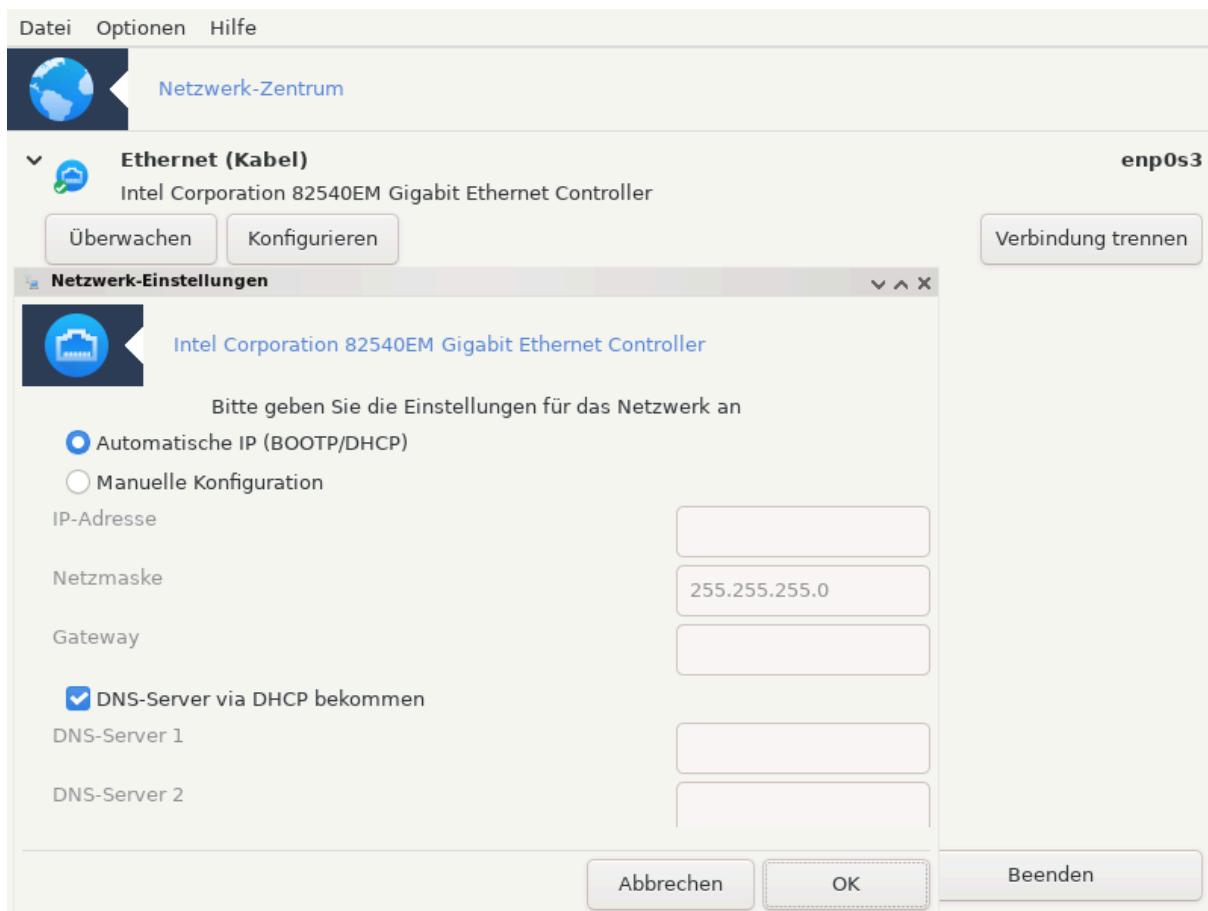 Datei Optionen Hilfe
Netzwerk-Zentrum
Ethernet (Kabel) enp0s3
Intel Corporation 82540EM Gigabit Ethernet Controller
Überwachen Konfigurieren Verbindung trennen
Netzwerk-Einstellungen
Intel Corporation 82540EM Gigabit Ethernet Controller
Bitte geben Sie die Einstellungen für das Netzwerk an
Automatische IP (BOOTP/DHCP)
Manuelle Konfiguration
IP-Adresse
Netzmaske 255.255.255.0
Gateway
DNS-Server via DHCP bekommen
DNS-Server 1
DNS-Server 2
Abbrechen OK Beenden